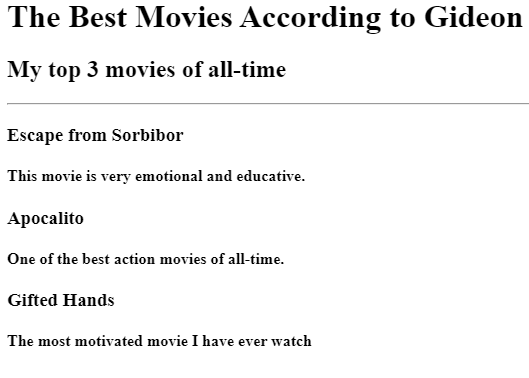 The Best Movies According to Gideon
My top 3 movies of all-time
Escape from Sorbibor
This movie is very emotional and educative.
Apocalito
One of the best action movies of all-time.
Gifted Hands
The most motivated movie I have ever watch